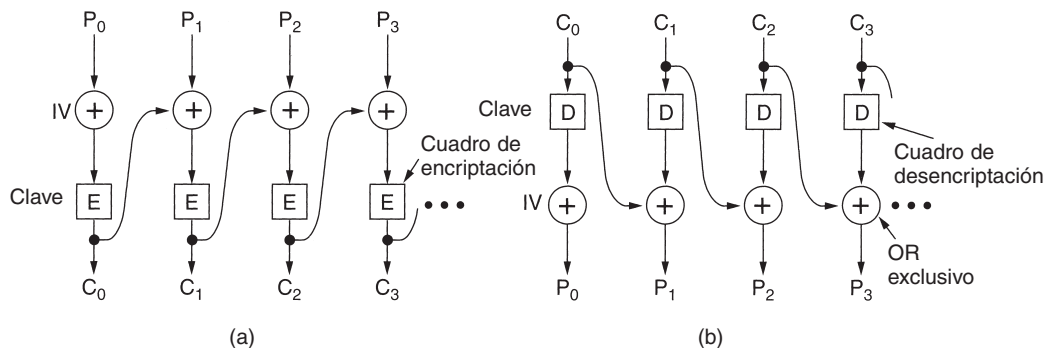 P₀ P₁ P₂ P₃
IV + + + +
Cuadro de
encriptación
Clave E E E E •••
C₀ C₁ C₂ C₃
(a)
C₀ C₁ C₂ C₃
Clave D D D D
Cuadro de
desencriptación
IV + + + + •••
OR
exclusivo
P₀ P₁ P₂ P₃
(b)